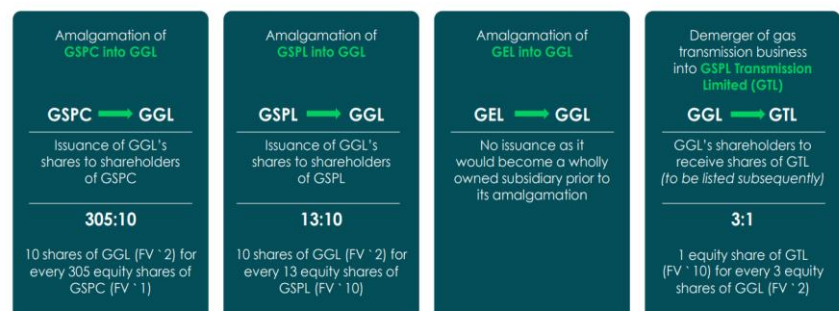 Amalgamation of
GSPC into GGL
GSPC GGL
Issuance of GGL's
shares to shareholders
of GSPC
305:10
10 shares of GGL (FV `2) for
every 305 equity shares of
GSPC (FV `1)
Amalgamation of
GSPL into GGL
GSPL GGL
Issuance of GGL's
shares to shareholders
of GSPL
13:10
10 shares of GGL (FV `2) for
every 13 equity shares of
GSPL (FV `10)
Amalgamation of
GEL into GGL
GEL GGL
No issuance as it
would become a wholly
owned subsidiary prior to
its amalgamation
Demerger of gas
transmission business
into GSPL Transmission
Limited (GTL)
GGL GTL
GGL's shareholders to
receive shares of GTL
(to be listed subsequently)
3:1
1 equity share of GTL
(FV `10) for every 3 equity
shares of GGL (FV `2)